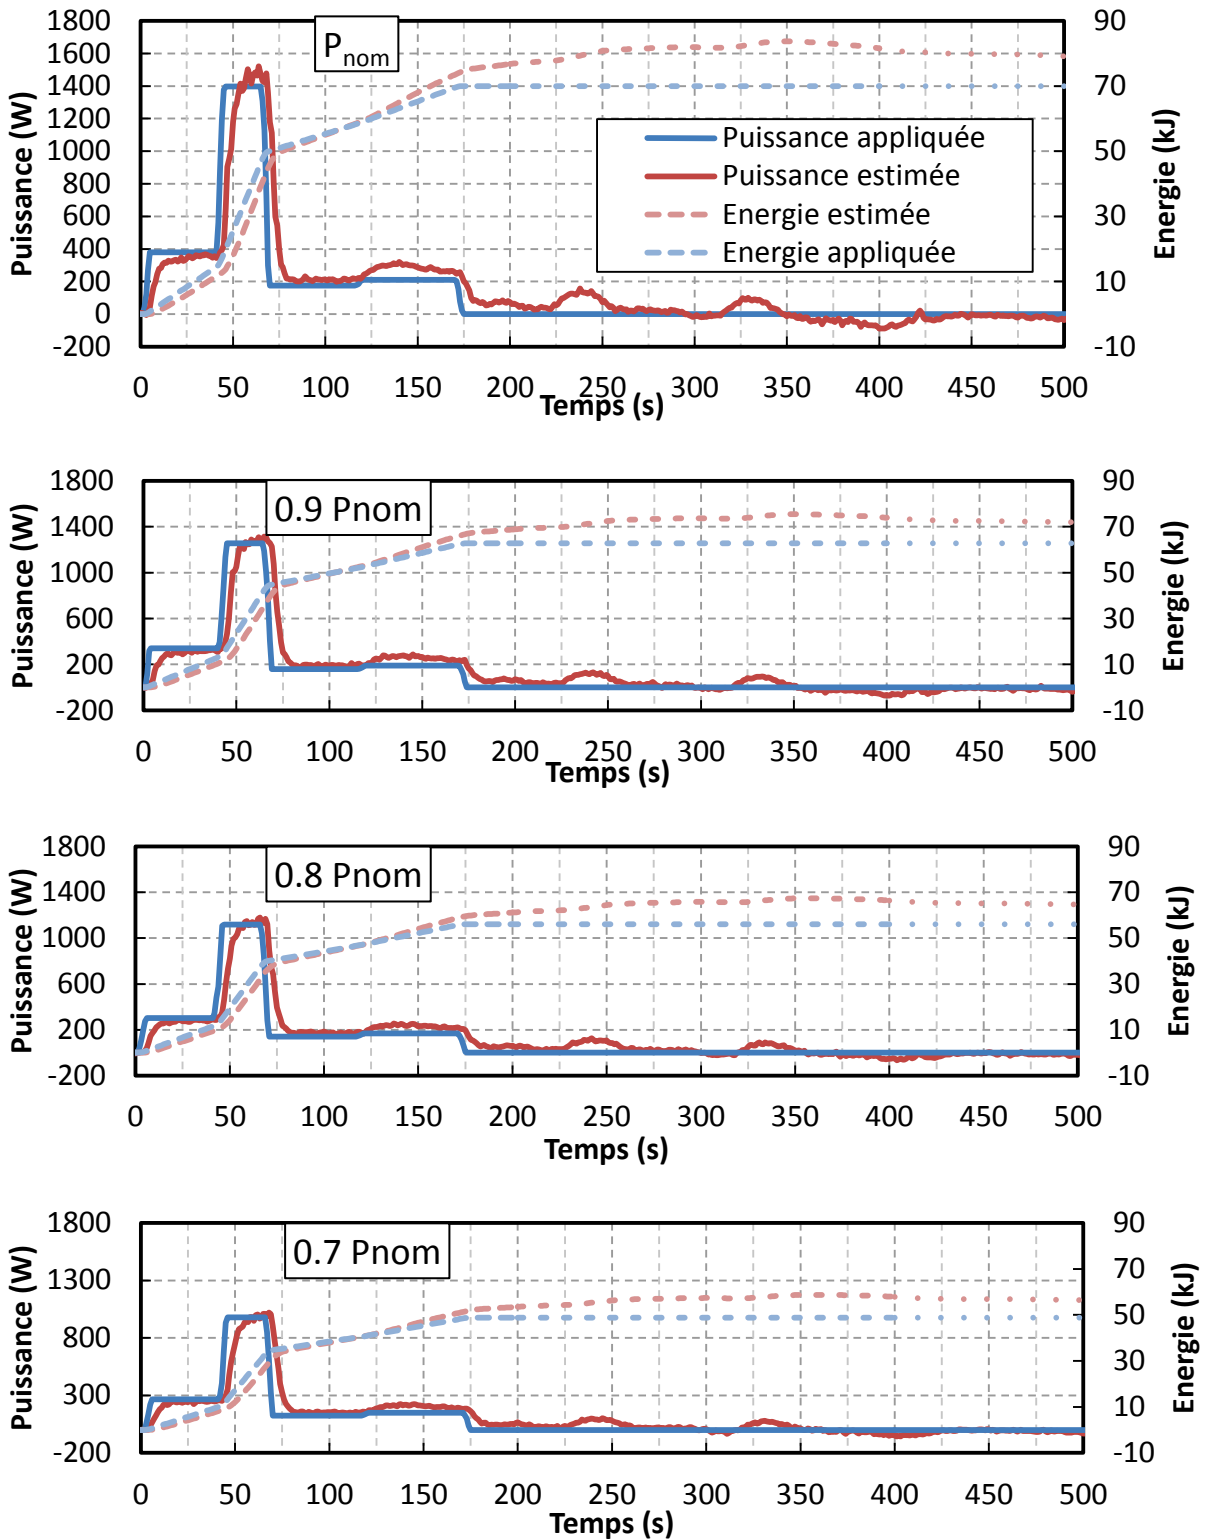 1800
1600
1400
1200
1000
800
600
400
200
0
-200
Puissance (W)
Pnom
90
70
50
30
10
-10
Energie (kJ)
Puissance appliquée
Puissance estimée
Energie estimée
Energie appliquée
0 50 100 150 200 250 300 350 400 450 500
Temps (s)
1800
1400
1000
600
200
-200
Puissance (W)
0.9 Pnom
90
70
50
30
10
-10
Energie (kJ)
0 50 100 150 200 250 300 350 400 450 500
Temps (s)
1800
1400
1000
600
200
-200
Puissance (W)
0.8 Pnom
90
70
50
30
10
-10
Energie (kJ)
0 50 100 150 200 250 300 350 400 450 500
Temps (s)
1800
1300
800
300
-200
Puissance (W)
0.7 Pnom
90
70
50
30
10
-10
Energie (kJ)
0 50 100 150 200 250 300 350 400 450 500
Temps (s)